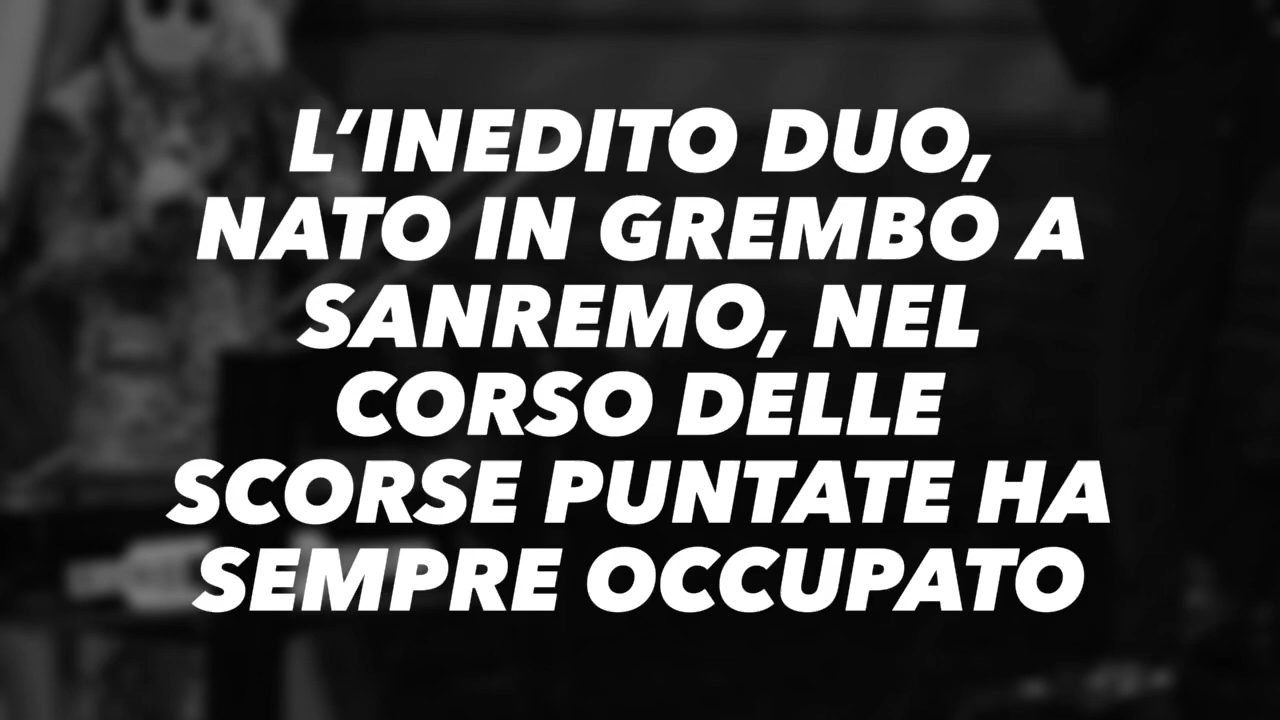 L’INEDITO DUO,
NATO IN GREMBO A
SANREMO, NEL
CORSO DELLE
SCORSE PUNTATE HA
SEMPRE OCCUPATO